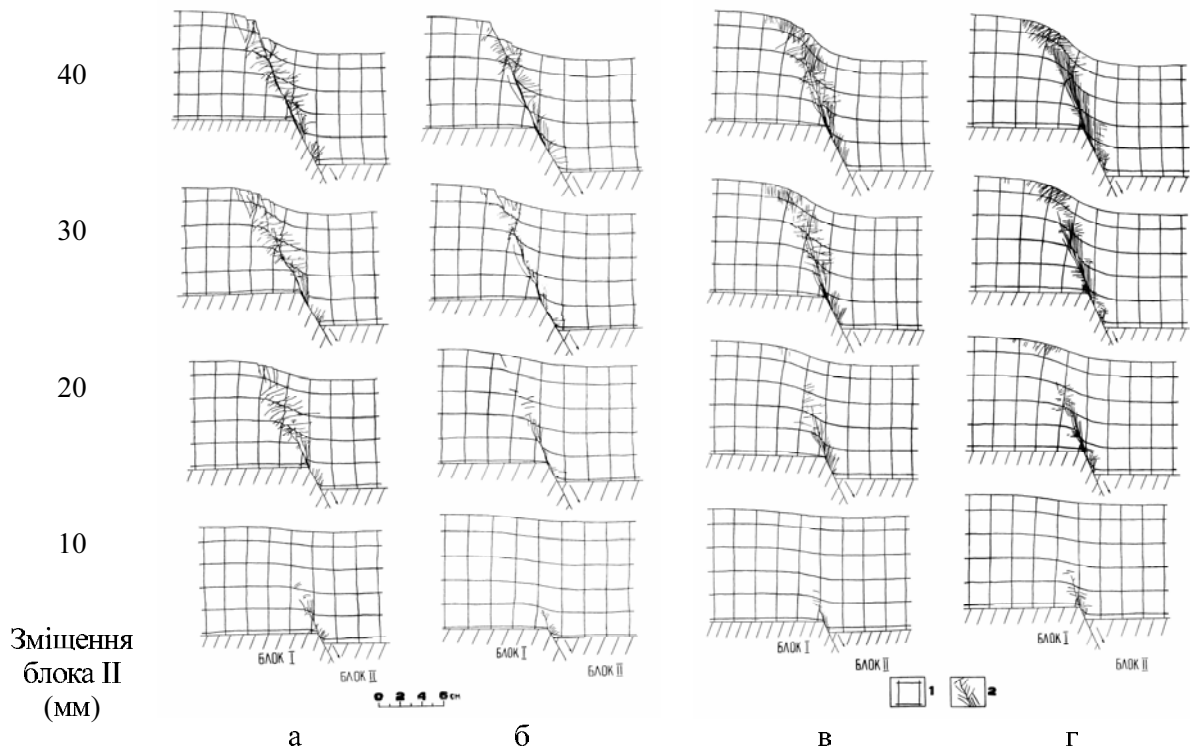 40
30
20
10
Зміщення
блока II
(мм)
БЛОК I
БЛОК II
БЛОК I
БЛОК II
БЛОК I
БЛОК II
БЛОК I
БЛОК II
0 2 4 6 см
1
2
а
б
в
г